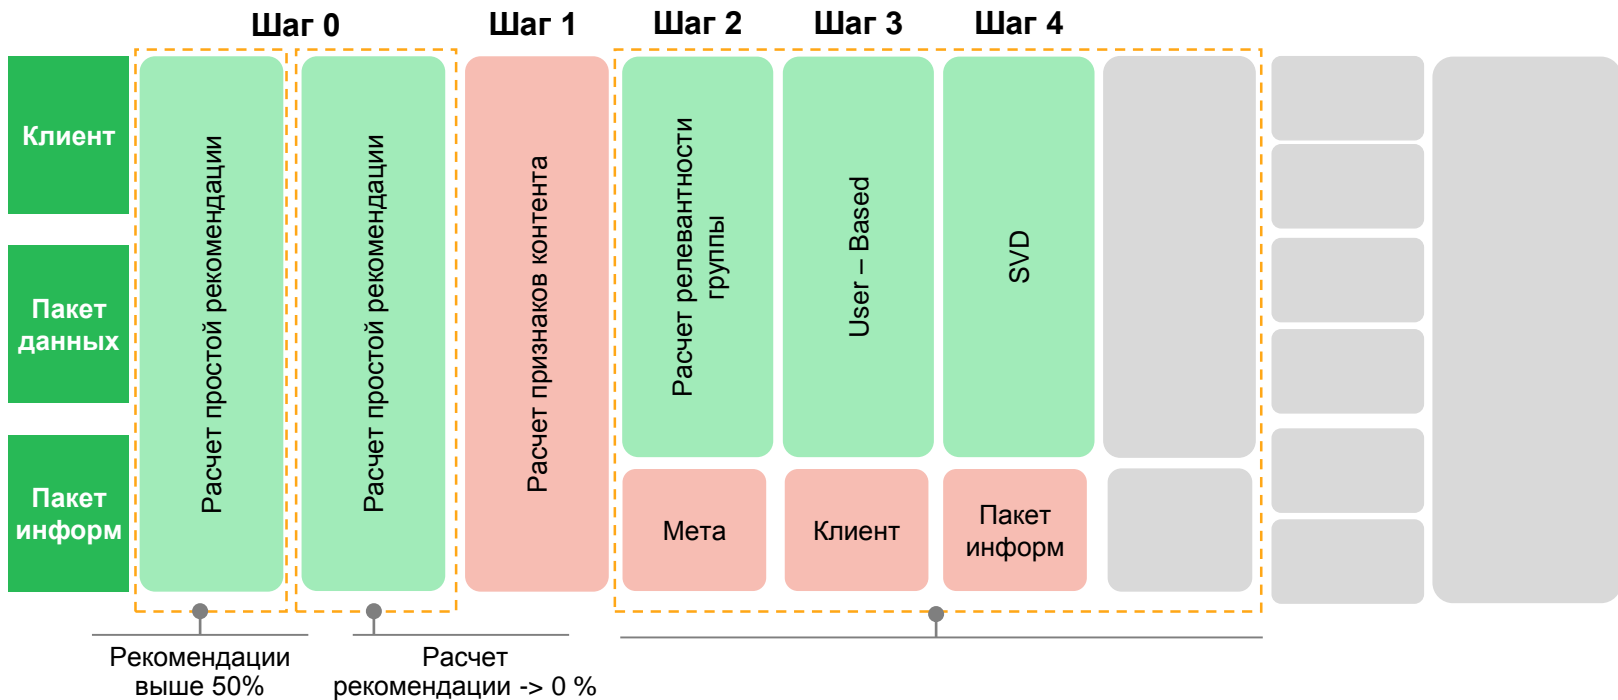 Шаг 0
Шаг 1
Шаг 2
Шаг 3
Шаг 4
Клиент
Пакет
данных
Пакет
информ
Расчет простой рекомендации
Расчет простой рекомендации
Расчет признаков контента
Расчет релевантности
группы
User – Based
SVD
Мета
Клиент
Пакет
информ
Рекомендации
выше 50%
Расчет
рекомендации -> 0 %